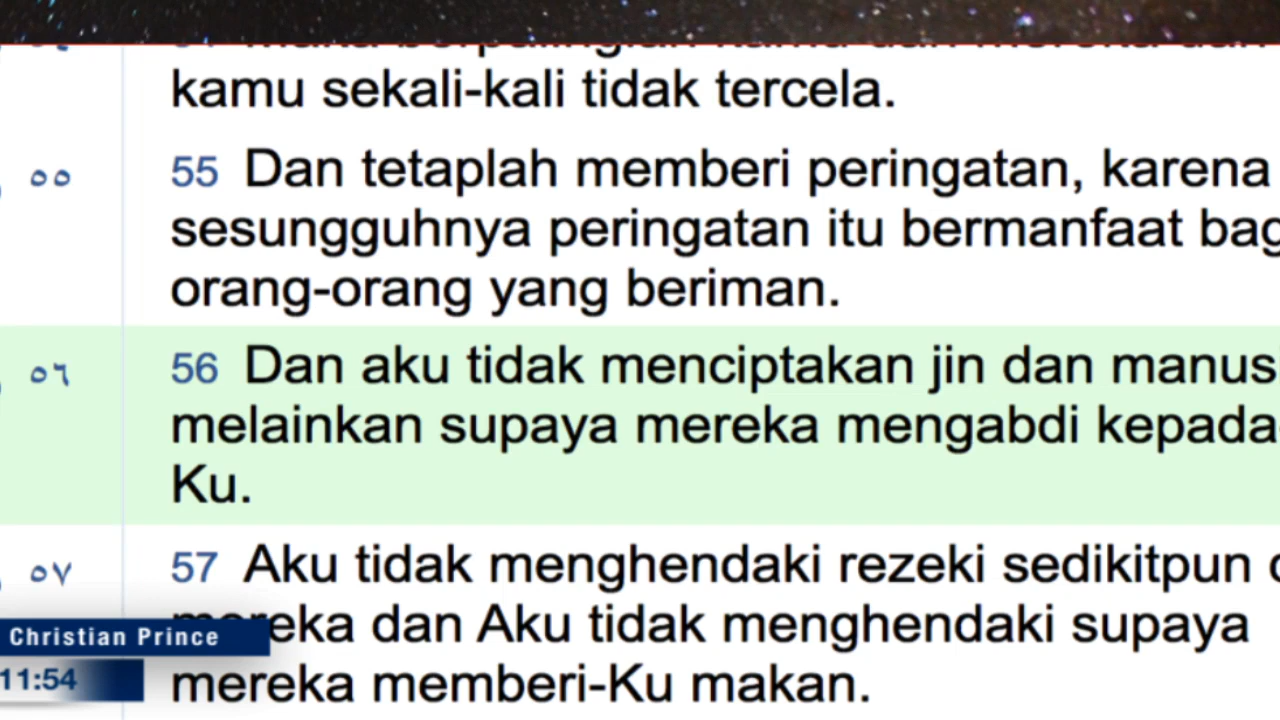 kamu sekali-kali tidak tercela.
٥٥ 55 Dan tetaplah memberi peringatan, karena
sesungguhnya peringatan itu bermanfaat bag
orang-orang yang beriman.
٥٦ 56 Dan aku tidak menciptakan jin dan manus
melainkan supaya mereka mengabdi kepada-
Ku.
٥٧ 57 Aku tidak menghendaki rezeki sedikitpun
mereka dan Aku tidak menghendaki supaya
mereka memberi-Ku makan.
Christian Prince
11:54